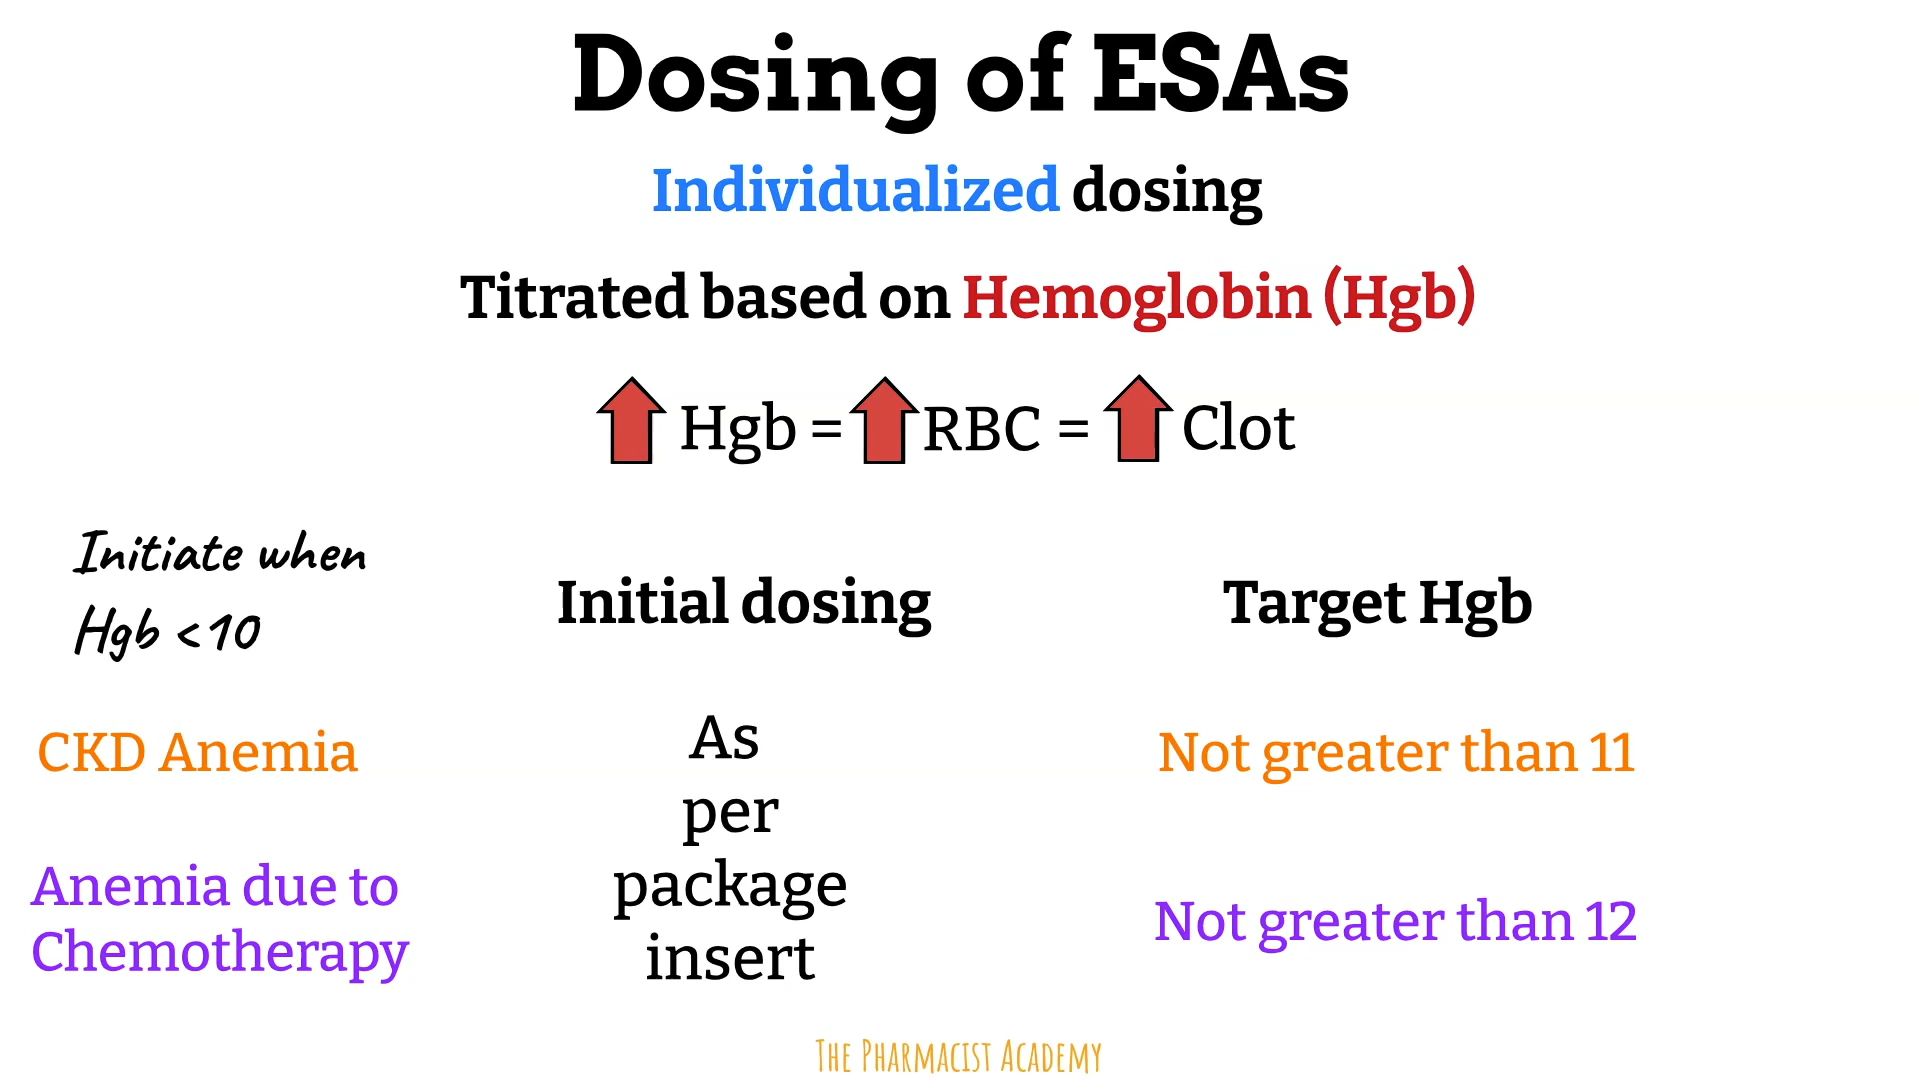 Dosing of ESAs
Individualized dosing
Titrated based on Hemoglobin (Hgb)
Hgb = RBC = Clot
Initiate when
Hgb <10
Initial dosing
Target Hgb
CKD Anemia
As
per
package
insert
Not greater than 11
Anemia due to
Chemotherapy
Not greater than 12
The Pharmacist Academy